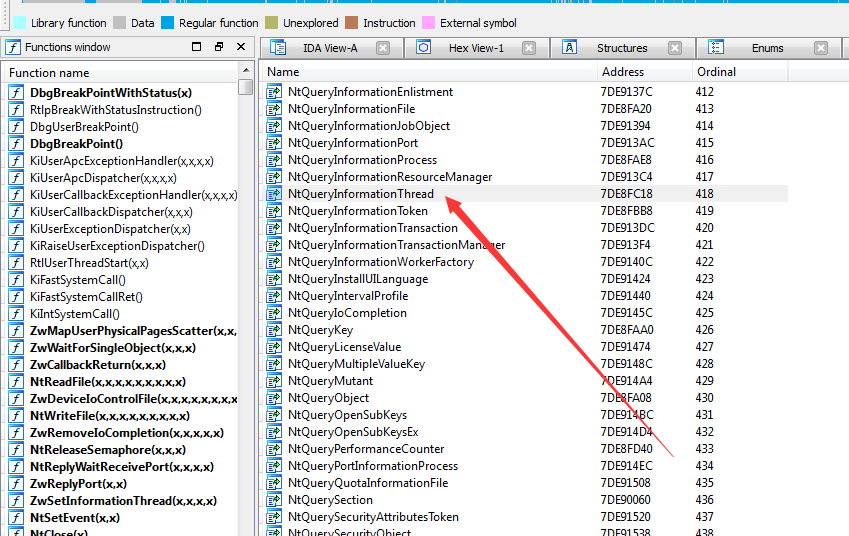 Library function Data Regular function Unexplored Instruction External symbol
Functions window
IDA View-A Hex View-1 Structures Enums
Function name
DbgBreakPointWithStatus(x)
RtlpBreakWithStatusInstruction()
DbgUserBreakPoint()
DbgBreakPoint()
KiUserApcExceptionHandler(x,x,x,x)
KiUserApcDispatcher(x,x,x,x)
KiUserCallbackExceptionHandler(x,x,x,x)
KiUserCallbackDispatcher(x,x,x)
KiUserExceptionDispatcher(x,x)
KiRaiseUserExceptionDispatcher()
RtlUserThreadStart(x,x)
KiFastSystemCall()
KiFastSystemCallRet()
KiIntSystemCall()
ZwMapUserPhysicalPagesScatter(x,x,
ZwWaitForSingleObject(x,x,x)
ZwCallbackReturn(x,x,x)
NtReadFile(x,x,x,x,x,x,x,x,x)
ZwDeviceIoControlFile(x,x,x,x,x,x,x,
NtWriteFile(x,x,x,x,x,x,x,x,x)
ZwRemoveIoCompletion(x,x,x,x,x)
NtReleaseSemaphore(x,x,x)
NtReplyWaitReceivePort(x,x,x,x)
ZwReplyPort(x,x)
ZwSetInformationThread(x,x,x,x)
NtSetEvent(x,x)
NtClose(x)
Name Address Ordinal
NtQueryInformationEnlistment 7DE9137C 412
NtQueryInformationFile 7DE8FA20 413
NtQueryInformationJobObject 7DE91394 414
NtQueryInformationPort 7DE913AC 415
NtQueryInformationProcess 7DE8FAE8 416
NtQueryInformationResourceManager 7DE913C4 417
NtQueryInformationThread 7DE8FC18 418
NtQueryInformationToken 7DE8FBB8 419
NtQueryInformationTransaction 7DE913DC 420
NtQueryInformationTransactionManager 7DE913F4 421
NtQueryInformationWorkerFactory 7DE9140C 422
NtQueryInstallUILanguage 7DE91424 423
NtQueryIntervalProfile 7DE91440 424
NtQueryIoCompletion 7DE9145C 425
NtQueryKey 7DE8FAA0 426
NtQueryLicenseValue 7DE91474 427
NtQueryMultipleValueKey 7DE9148C 428
NtQueryMutant 7DE914A4 429
NtQueryObject 7DE8FA08 430
NtQueryOpenSubKeys 7DE914BC 431
NtQueryOpenSubKeysEx 7DE914D4 432
NtQueryPerformanceCounter 7DE8FD40 433
NtQueryPortInformationProcess 7DE914EC 434
NtQueryQuotaInformationFile 7DE91508 435
NtQuerySection 7DE90060 436
NtQuerySecurityAttributesToken 7DE91520 437
NtQuerySecurityObject 7DE91538 438